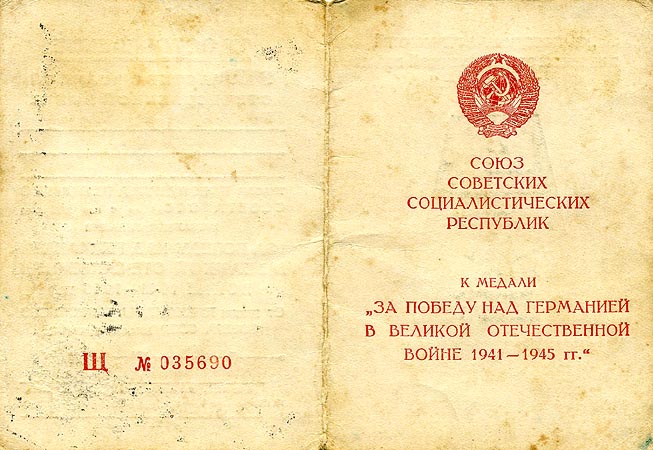 Щ № 035690
СОЮЗ
СОВЕТСКИХ
СОЦИАЛИСТИЧЕСКИХ
РЕСПУБЛИК
К МЕДАЛИ
„ЗА ПОБЕДУ НАД ГЕРМАНИЕЙ
В ВЕЛИКОЙ ОТЕЧЕСТВЕННОЙ
ВОЙНЕ 1941—1945 гг.“